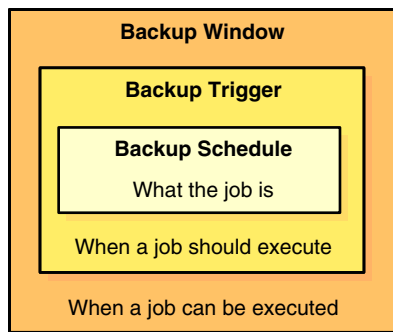 Backup Window
Backup Trigger
Backup Schedule
What the job is
When a job should execute
When a job can be executed